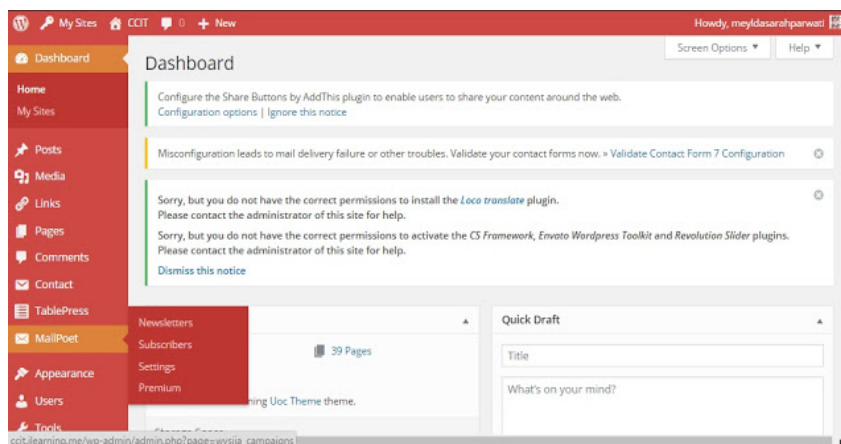 My Sites CCIT 0 + New Howdy, meyldasarahparwati
Screen Options ▼ Help ▼
Dashboard
Home
My Sites
Posts
Media
Links
Pages
Comments
Contact
TablePress
MailPoet
Appearance
Users
Tools
Newsletters
Subscribers
Settings
Premium
Dashboard
Configure the Share Buttons by AddThis plugin to enable users to share your content around the web.
Configuration options | Ignore this notice
Misconfiguration leads to mail delivery failure or other troubles. Validate your contact forms now. » Validate Contact Form 7 Configuration
Sorry, but you do not have the correct permissions to install the Loco translate plugin.
Please contact the administrator of this site for help.
Sorry, but you do not have the correct permissions to activate the CS Framework, Envato Wordpress Toolkit and Revolution Slider plugins.
Please contact the administrator of this site for help.
Dismiss this notice
39 Pages
ning Uoc Theme theme.
Quick Draft
Title
What's on your mind?
ccit.ilearning.me/wp-admin/admin.php?page=wysija_campaigns